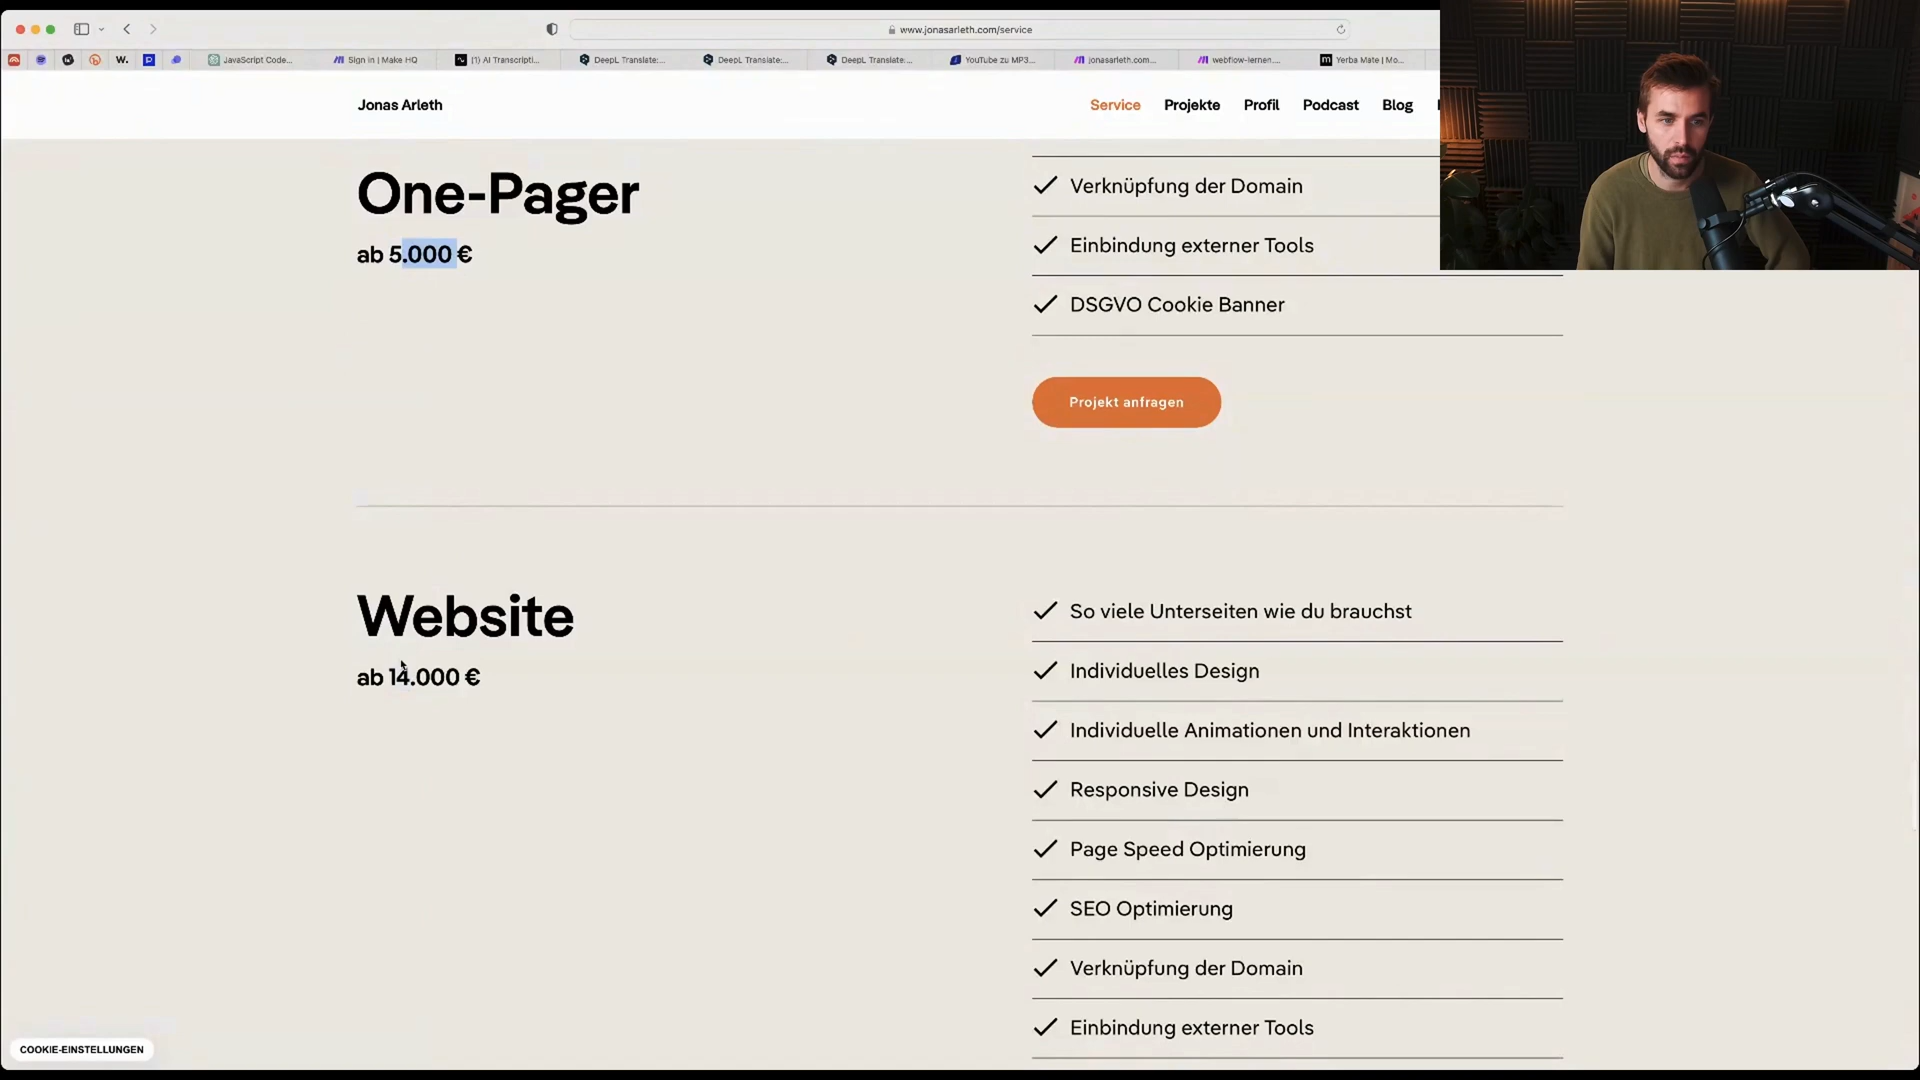 www.jonasarleth.com/service
W. P JavaScript Code... Sign in | Make HQ (1) AI Transcripti... DeepL Translate:... DeepL Translate:... DeepL Translate:... YouTube zu MP3... jonasarleth.com... webflow-lernen.... Yerba Mate | Mo...
Jonas Arleth
Service Projekte Profil Podcast Blog
One-Pager
ab 5.000 €
Verknüpfung der Domain
Einbindung externer Tools
DSGVO Cookie Banner
Projekt anfragen
Website
ab 14.000 €
So viele Unterseiten wie du brauchst
Individuelles Design
Individuelle Animationen und Interaktionen
Responsive Design
Page Speed Optimierung
SEO Optimierung
Verknüpfung der Domain
Einbindung externer Tools
COOKIE-EINSTELLUNGEN